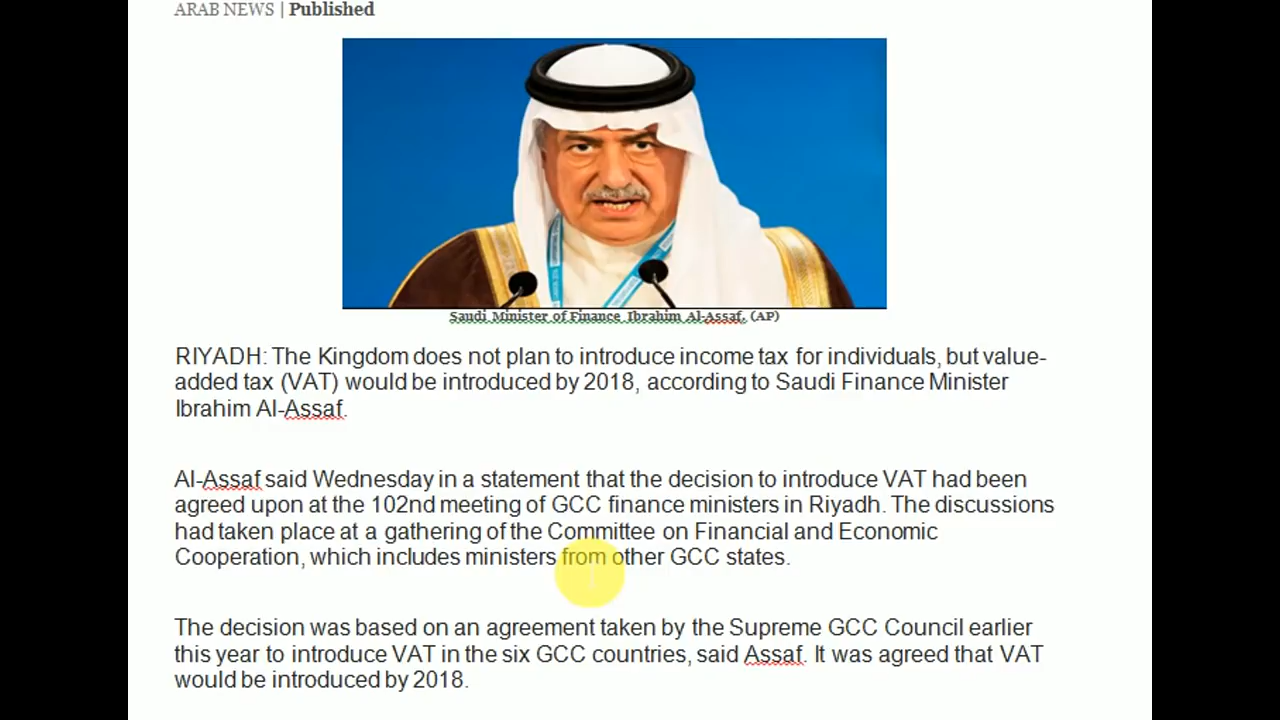 ARAB NEWS | Published
Saudi Minister of Finance Ibrahim Al-Assaf. (AP)
RIYADH: The Kingdom does not plan to introduce income tax for individuals, but value-
added tax (VAT) would be introduced by 2018, according to Saudi Finance Minister
Ibrahim Al-Assaf.
Al-Assaf said Wednesday in a statement that the decision to introduce VAT had been
agreed upon at the 102nd meeting of GCC finance ministers in Riyadh. The discussions
had taken place at a gathering of the Committee on Financial and Economic
Cooperation, which includes ministers from other GCC states.
The decision was based on an agreement taken by the Supreme GCC Council earlier
this year to introduce VAT in the six GCC countries, said Assaf. It was agreed that VAT
would be introduced by 2018.